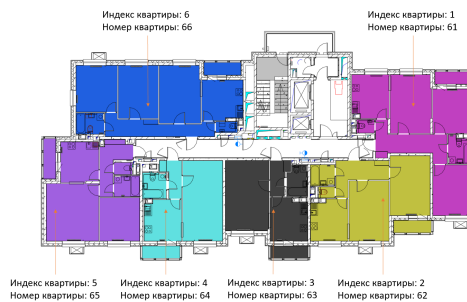 Индекс квартиры: 6
Номер квартиры: 66
Индекс квартиры: 1
Номер квартиры: 61
Индекс квартиры: 5
Номер квартиры: 65
Индекс квартиры: 4
Номер квартиры: 64
Индекс квартиры: 3
Номер квартиры: 63
Индекс квартиры: 2
Номер квартиры: 62